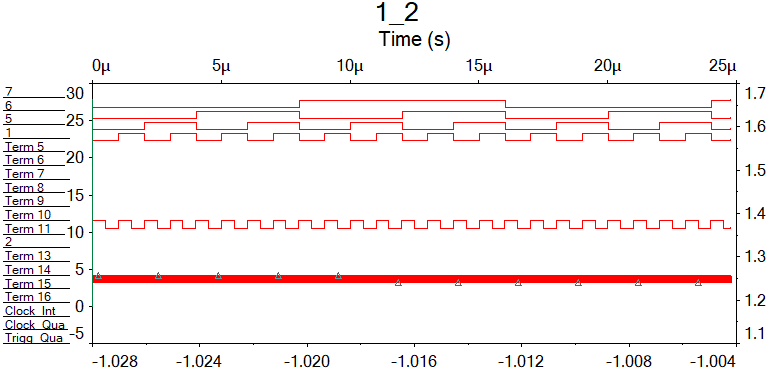 1_2
Time (s)
0µ 5µ 10µ 15µ 20µ 25µ
7
6
5
1
Term 5
Term 6
Term 7
Term 8
Term 9
Term 10
Term 11
2
Term 13
Term 14
Term 15
Term 16
Clock_Int
Clock_Qua
Trigg_Qua
30
25
20
15
10
5
0
-5
1.7
1.6
1.5
1.4
1.3
1.2
1.1
-1.028 -1.024 -1.020 -1.016 -1.012 -1.008 -1.004